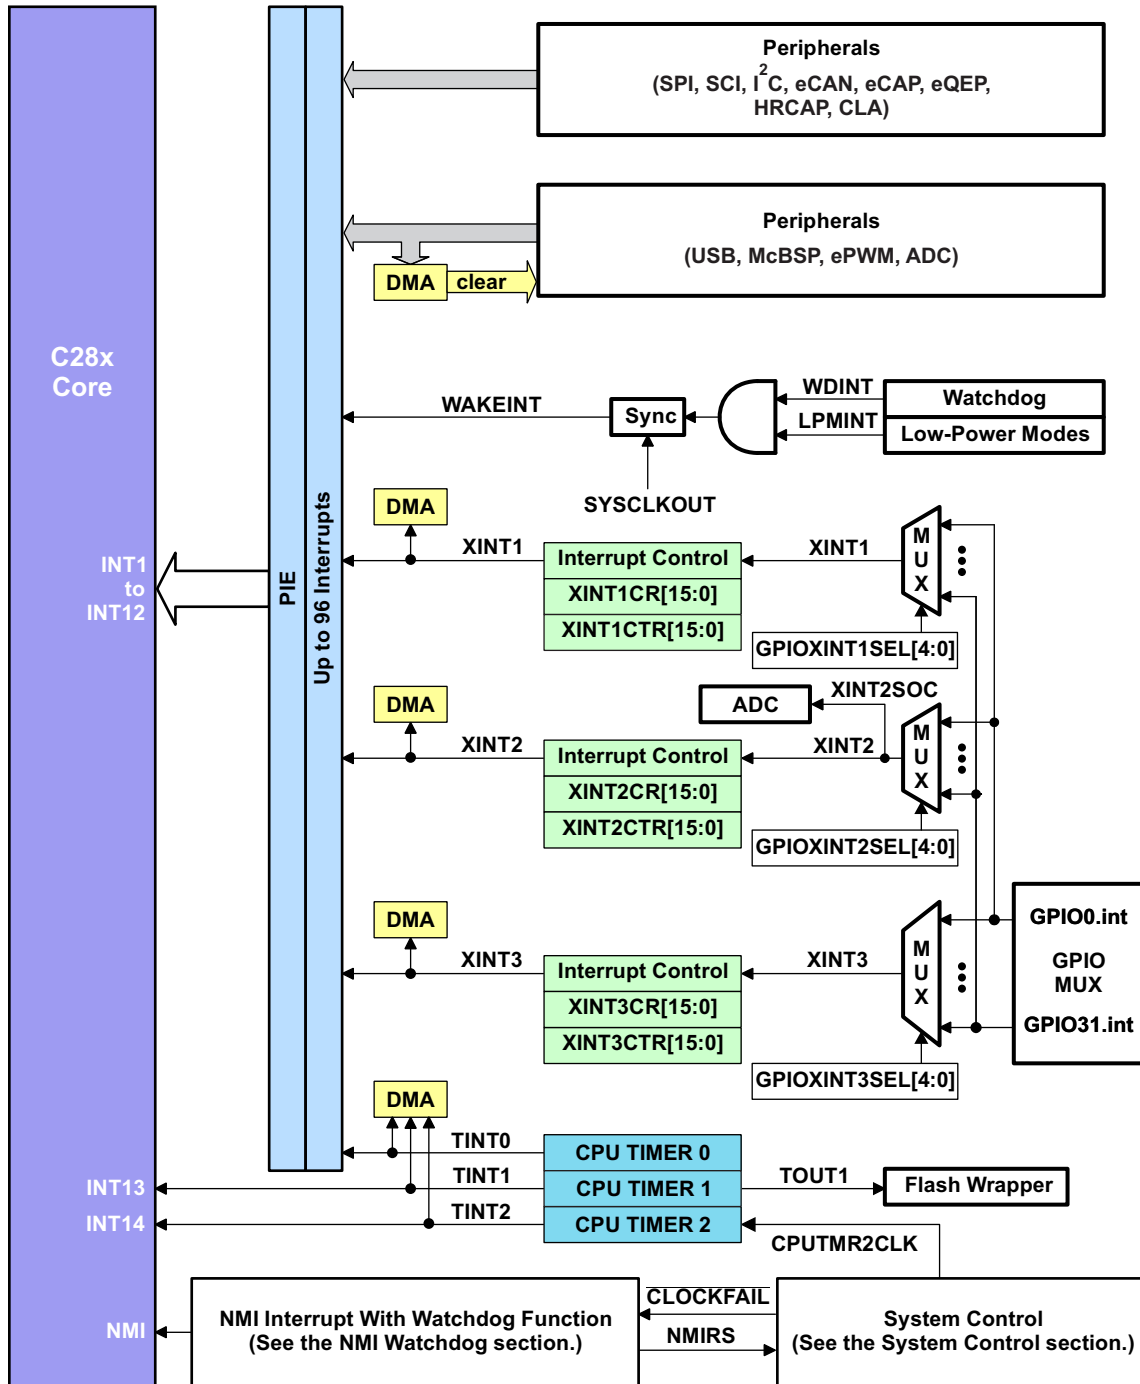 Peripherals
(SPI, SCI, I2C, eCAN, eCAP, eQEP,
HRCAP, CLA)
Peripherals
(USB, McBSP, ePWM, ADC)
DMA
clear
C28x
Core
WAKEINT
Sync
WDINT
LPMINT
Watchdog
Low-Power Modes
SYSCLKOUT
DMA
XINT1
Interrupt Control
XINT1CR[15:0]
XINT1CTR[15:0]
XINT1
MUX
GPIOXINT1SEL[4:0]
INT1
to
INT12
PIE
Up to 96 Interrupts
DMA
XINT2
Interrupt Control
XINT2CR[15:0]
XINT2CTR[15:0]
ADC
XINT2SOC
XINT2
MUX
GPIOXINT2SEL[4:0]
DMA
XINT3
Interrupt Control
XINT3CR[15:0]
XINT3CTR[15:0]
XINT3
MUX
GPIOXINT3SEL[4:0]
GPIO0.int
GPIO
MUX
GPIO31.int
DMA
TINT0
CPU TIMER 0
INT13
TINT1
CPU TIMER 1
TOUT1
Flash Wrapper
INT14
TINT2
CPU TIMER 2
CPUTMR2CLK
NMI
NMI Interrupt With Watchdog Function
(See the NMI Watchdog section.)
CLOCKFAIL
NMIRS
System Control
(See the System Control section.)